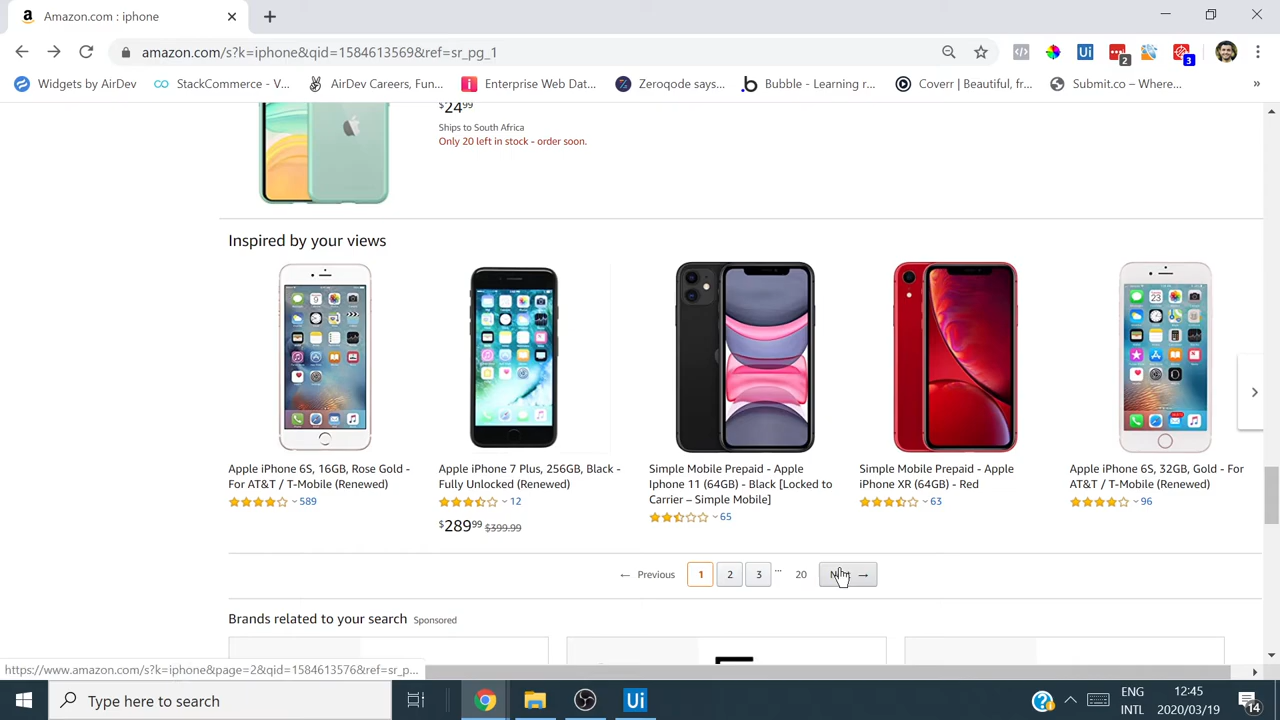 Amazon.com : iphone
amazon.com/s?k=iphone&qid=1584613569&ref=sr_pg_1
2
3
Widgets by AirDev
StackCommerce - V...
AirDev Careers, Fun...
Enterprise Web Dat...
Zeroqode says...
Bubble - Learning r...
Coverr | Beautiful, fr...
Submit.co – Where...
»
$2499
Ships to South Africa
Only 20 left in stock - order soon.
Inspired by your views
Apple iPhone 6S, 16GB, Rose Gold -
For AT&T / T-Mobile (Renewed)
589
Apple iPhone 7 Plus, 256GB, Black -
Fully Unlocked (Renewed)
12
$28999 $399.99
Simple Mobile Prepaid - Apple
Iphone 11 (64GB) - Black [Locked to
Carrier – Simple Mobile]
65
Simple Mobile Prepaid - Apple
iPhone XR (64GB) - Red
63
Apple iPhone 6S, 32GB, Gold - For
AT&T / T-Mobile (Renewed)
96
← Previous 1 2 3 ... 20 →
Brands related to your search Sponsored
https://www.amazon.com/s?k=iphone&page=2&qid=1584613576&ref=sr_p...
Type here to search
Ui
ENG
INTL
12:45
2020/03/19
14